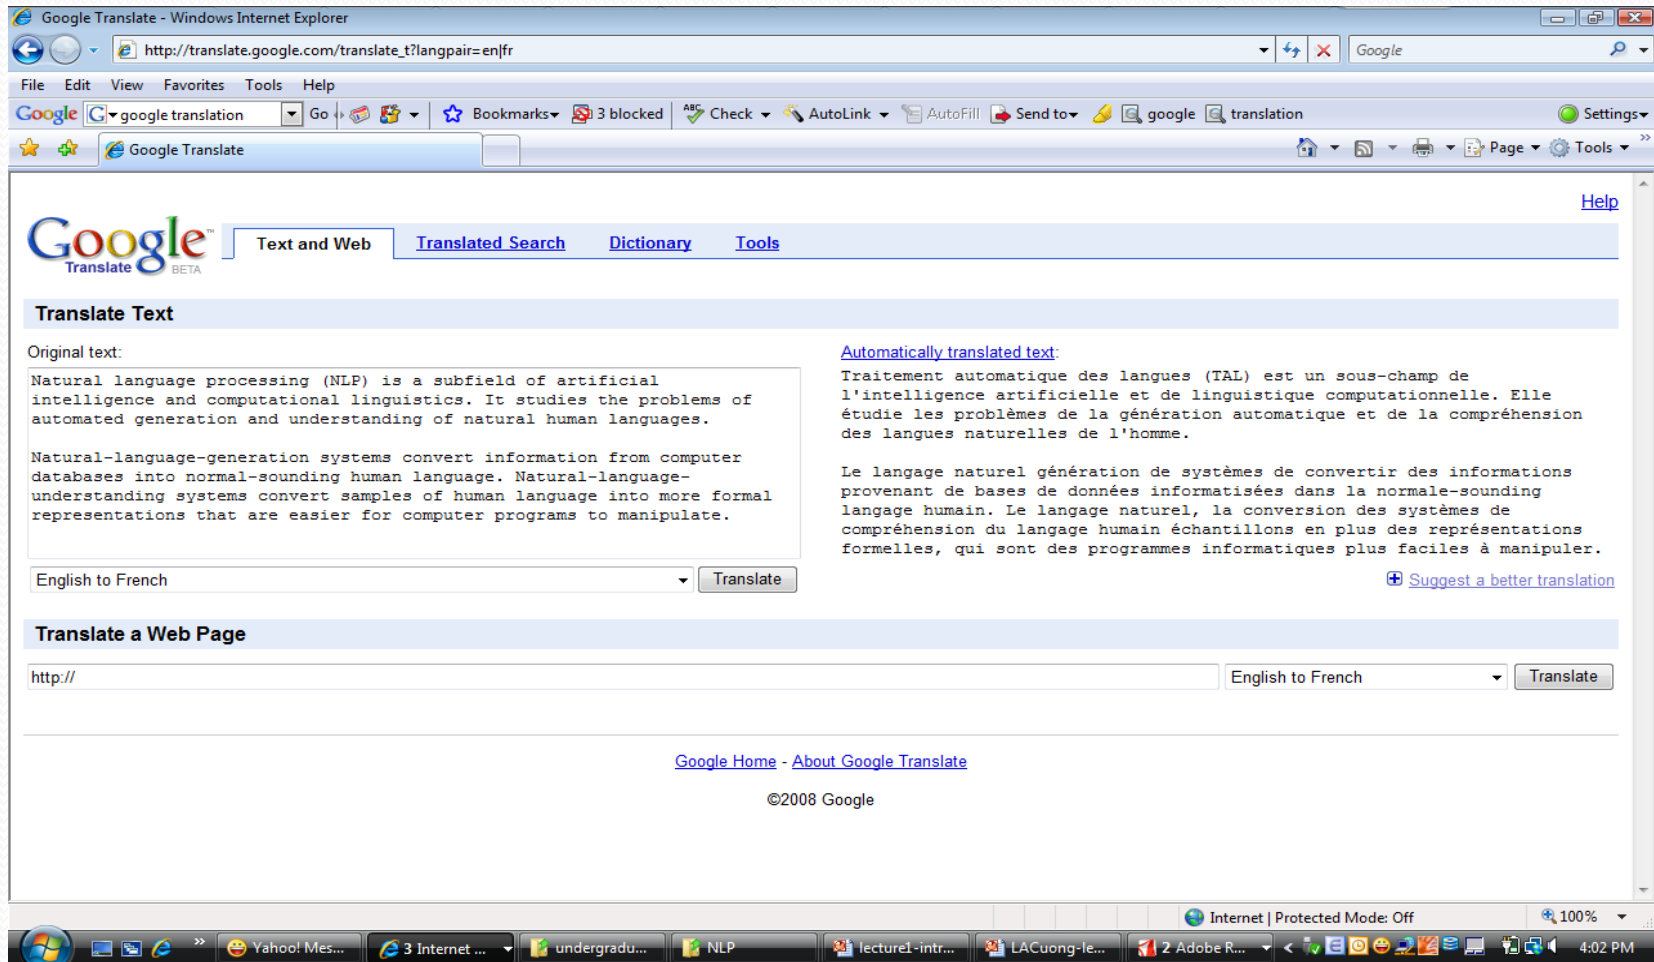 Google Translate - Windows Internet Explorer
http://translate.google.com/translate_t?langpair=en|fr
Google
File Edit View Favorites Tools Help
Google G google translation Go Bookmarks 3 blocked ABC Check AutoLink AutoFill Send to google translation Settings
Google Translate Page Tools
Help
Google™ Translate BETA
Text and Web Translated Search Dictionary Tools
Translate Text
Original text:
Natural language processing (NLP) is a subfield of artificial
intelligence and computational linguistics. It studies the problems of
automated generation and understanding of natural human languages.
Natural-language-generation systems convert information from computer
databases into normal-sounding human language. Natural-language-
understanding systems convert samples of human language into more formal
representations that are easier for computer programs to manipulate.
English to French Translate
Automatically translated text:
Traitement automatique des langues (TAL) est un sous-champ de
l'intelligence artificielle et de linguistique computationnelle. Elle
étudie les problèmes de la génération automatique et de la compréhension
des langues naturelles de l'homme.
Le langage naturel génération de systèmes de convertir des informations
provenant de bases de données informatisées dans la normale-sounding
langage humain. Le langage naturel, la conversion des systèmes de
compréhension du langage humain échantillons en plus des représentations
formelles, qui sont des programmes informatiques plus faciles à manipuler.
Suggest a better translation
Translate a Web Page
http:// English to French Translate
Google Home - About Google Translate
©2008 Google
Internet | Protected Mode: Off 100%
Yahoo! Mes... 3 Internet ... undergradu... NLP lecture1-intr... LACuong-le... 2 Adobe R... 4:02 PM